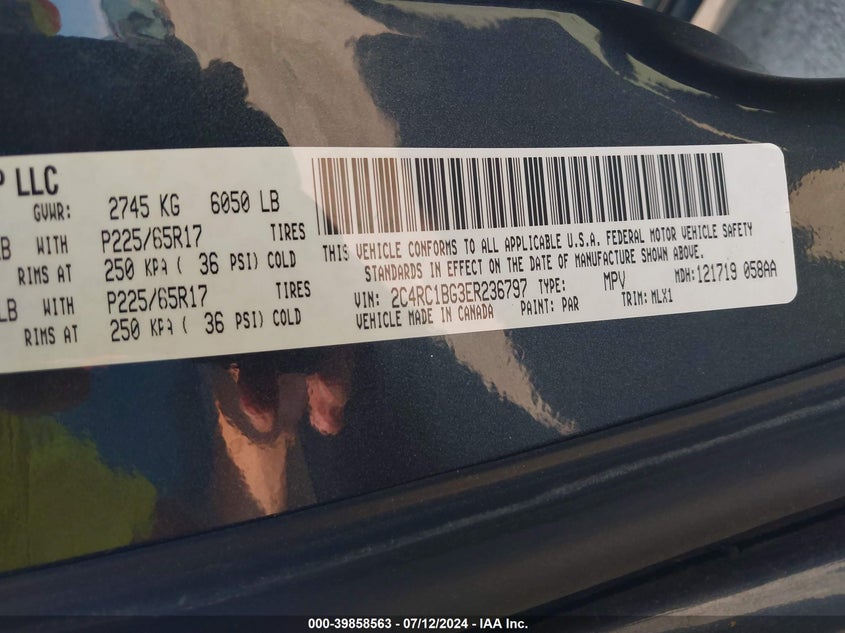 P LLC
GVWR: 2745 KG 6050 LB
LB WITH P225/65R17 TIRES
RIMS AT 250 KPA ( 36 PSI) COLD
LB WITH P225/65R17 TIRES
RIMS AT 250 KPA ( 36 PSI) COLD
THIS VEHICLE CONFORMS TO ALL APPLICABLE U.S.A. FEDERAL MOTOR VEHICLE SAFETY
STANDARDS IN EFFECT ON THE DATE OF MANUFACTURE SHOWN ABOVE.
VIN: 2C4RC1BG3ER236797 TYPE: MPV MDH:121719 058AA
VEHICLE MADE IN CANADA PAINT: PAR TRIM: MLX1
000-39858563 - 07/12/2024 - IAA Inc.